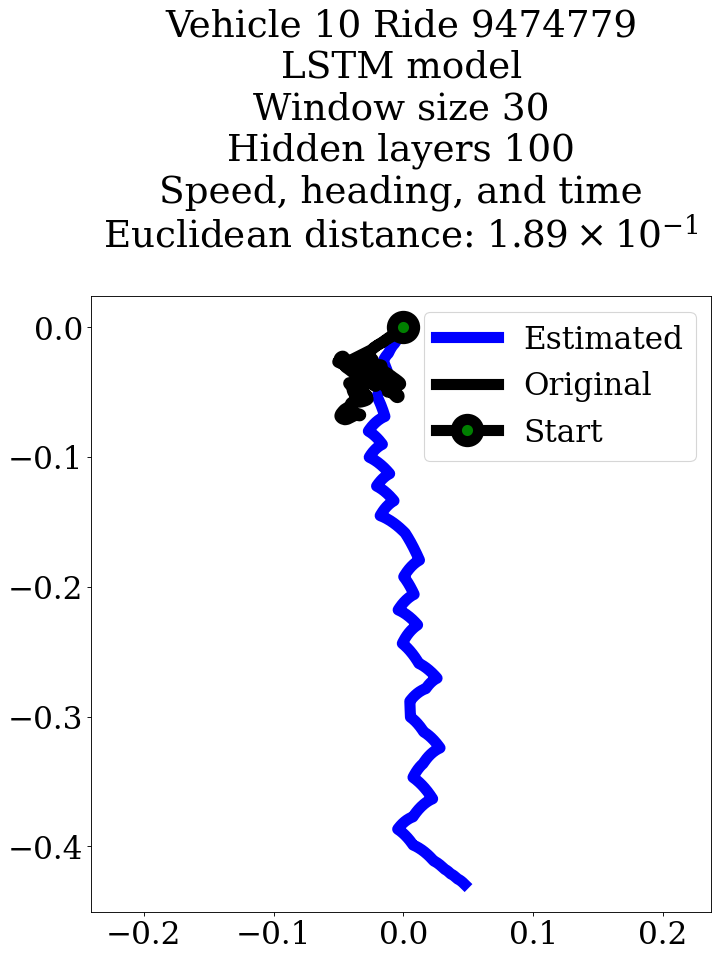 Vehicle 10 Ride 9474779
LSTM model
Window size 30
Hidden layers 100
Speed, heading, and time
Euclidean distance: 1.89 × 10⁻¹
Estimated
Original
Start
0.0
−0.1
−0.2
−0.3
−0.4
−0.2 −0.1 0.0 0.1 0.2